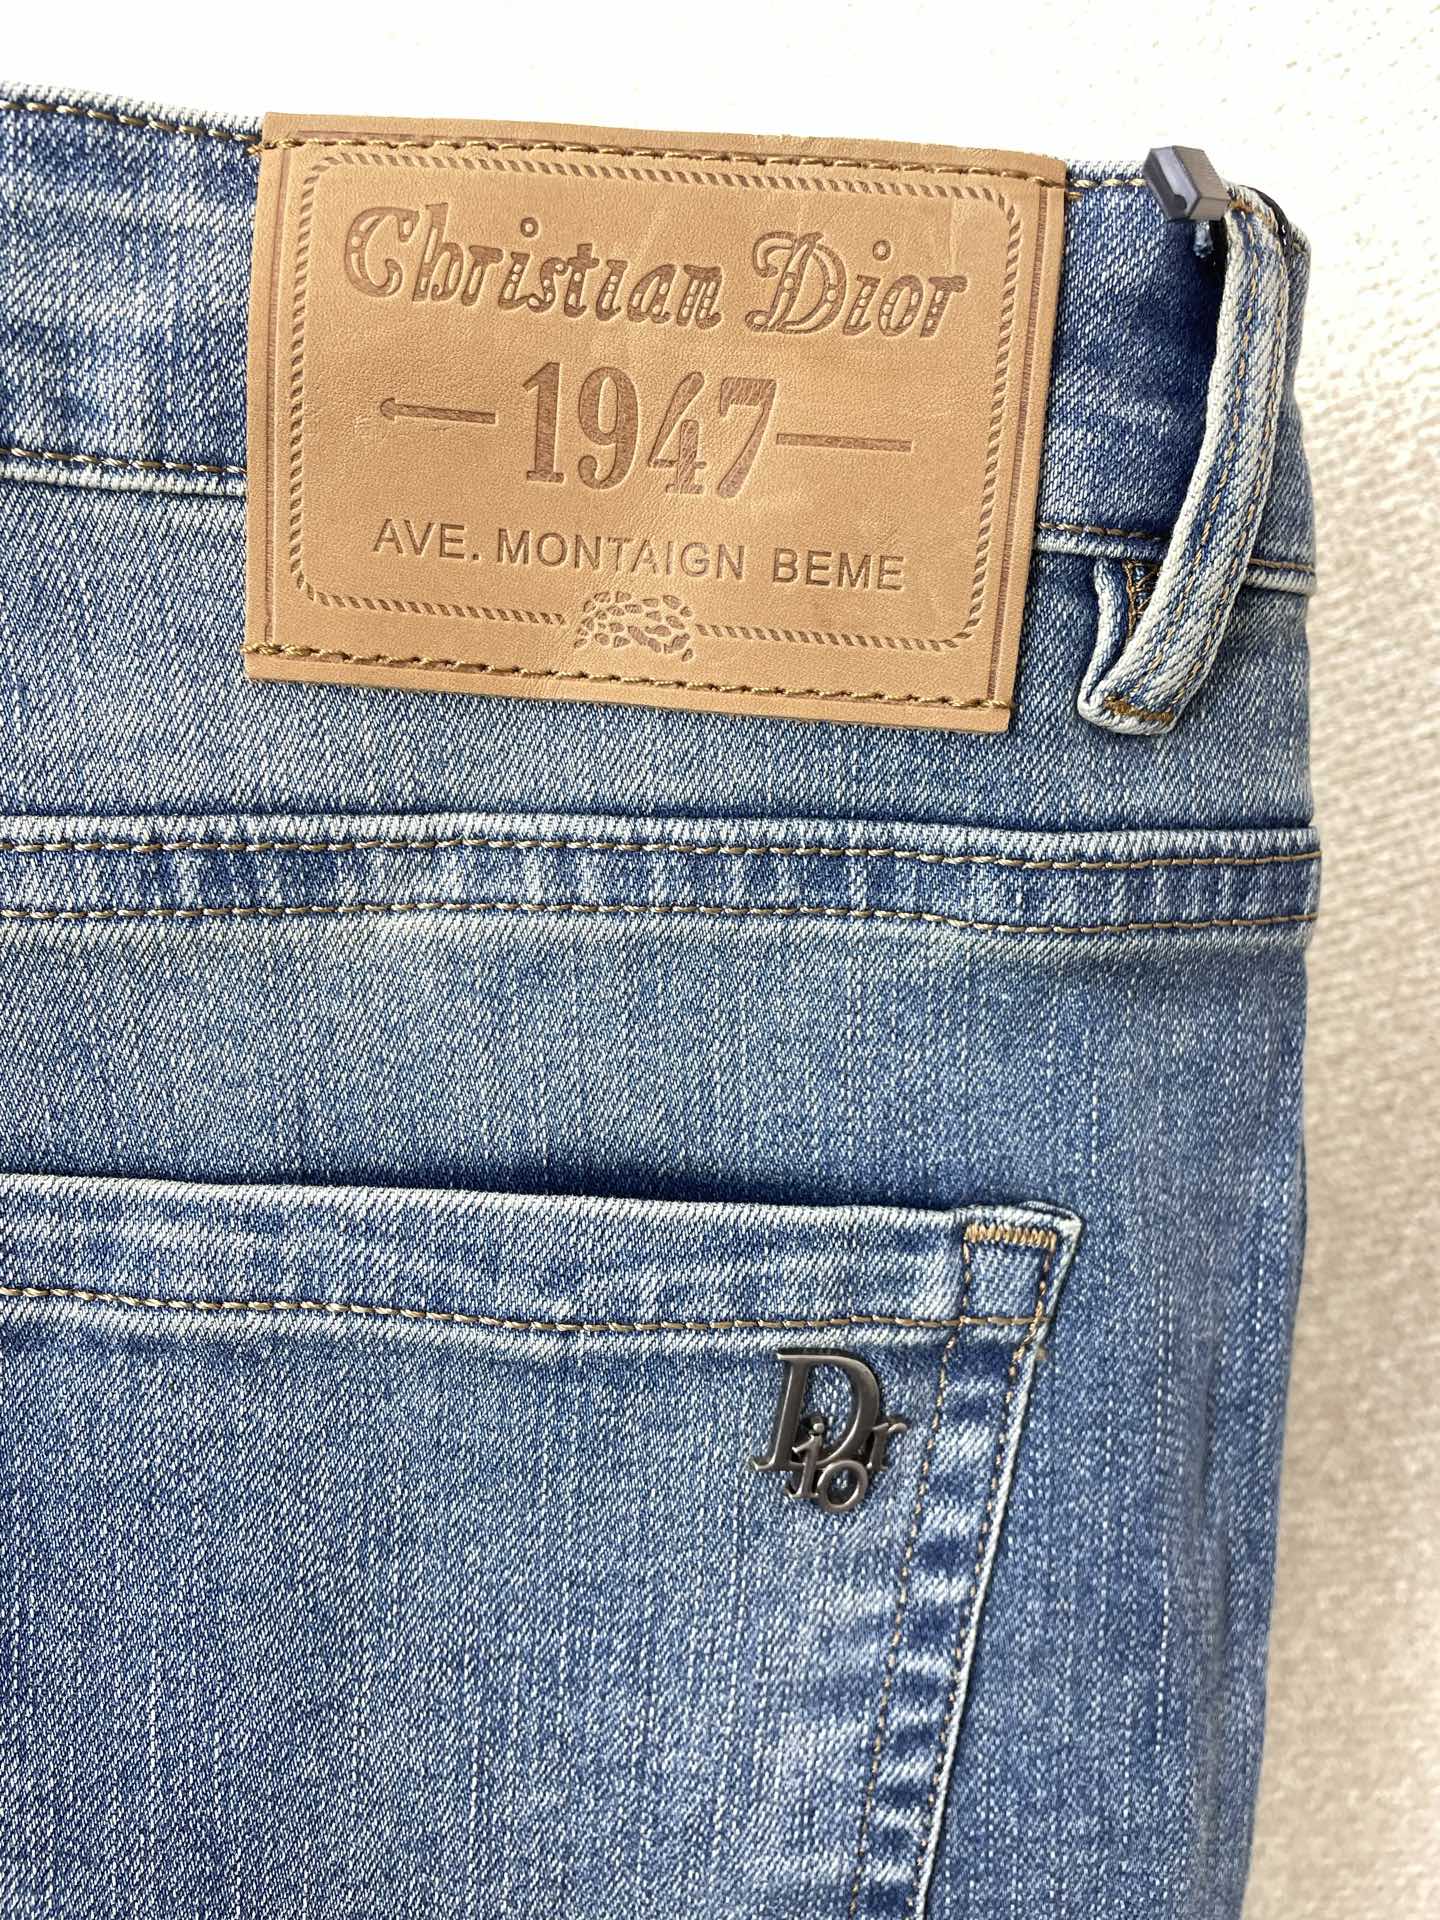 Christian Dior
1947
AVE. MONTAIGN BEME
Dior